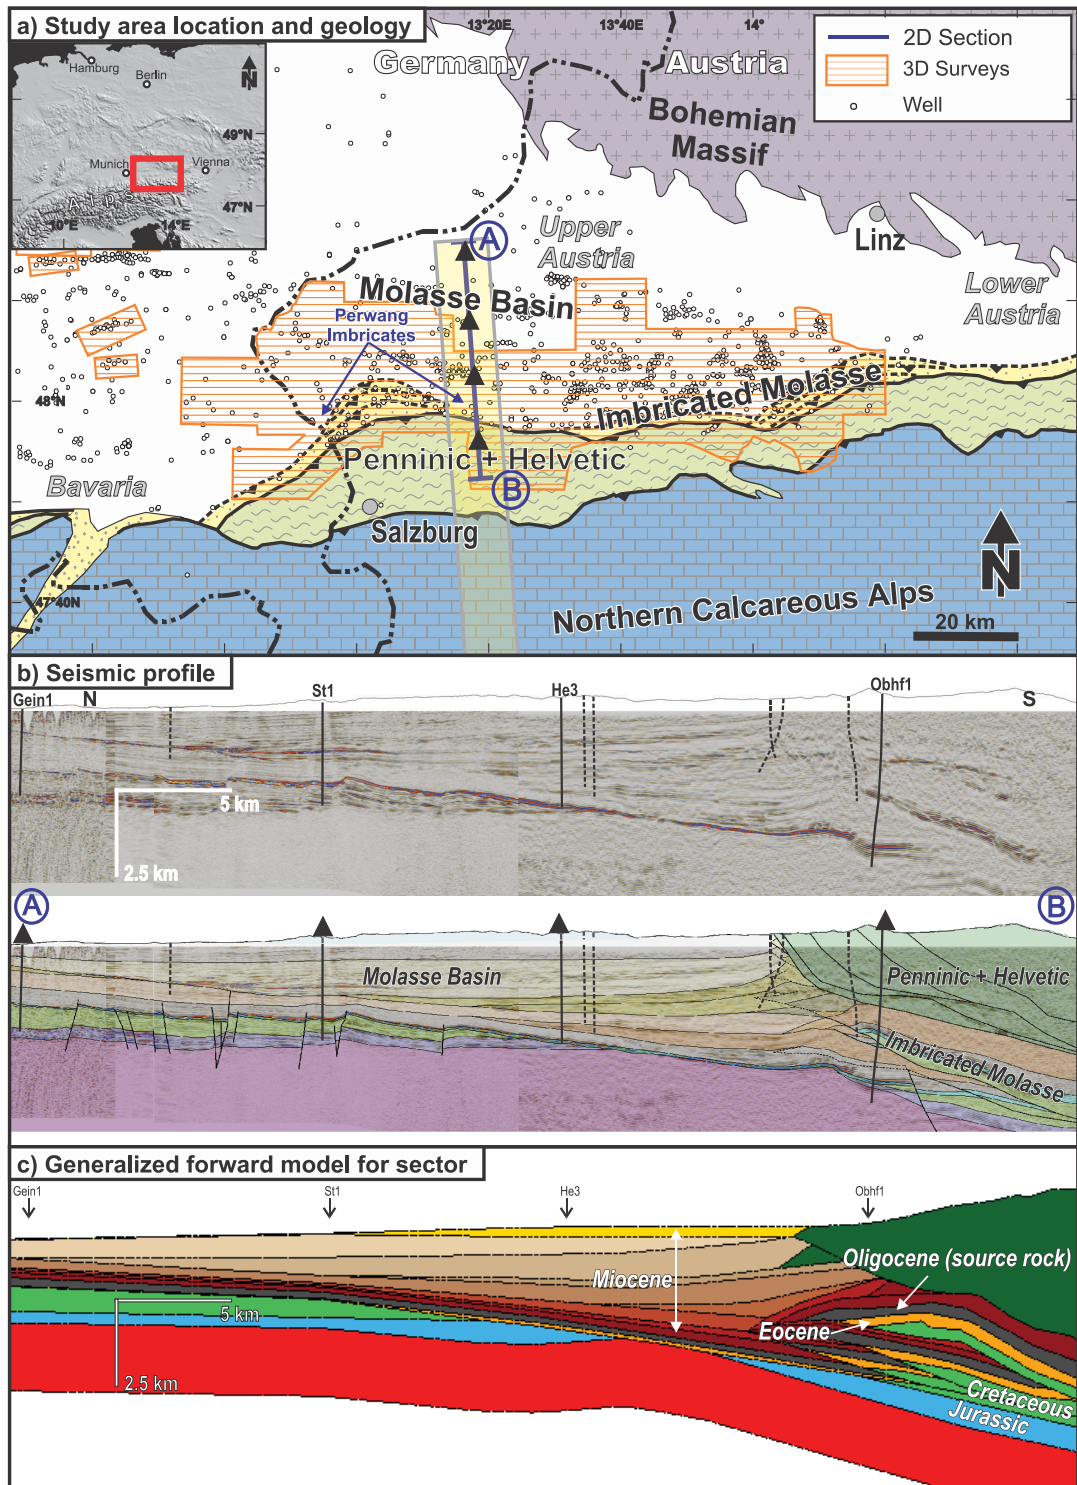 a) Study area location and geology
13°20E
13°40E
14°
Germany
Austria
2D Section
3D Surveys
Well
Hamburg
Berlin
N
49°N
Munich
Vienna
47°N
Alps
10°E
14°E
Bohemian
Massif
Linz
A
Upper
Austria
Lower
Austria
Molasse Basin
Perwang
Imbricates
48°N
Imbricated Molasse
Penninic + Helvetic
Bavaria
B
Salzburg
N
47°40N
Northern Calcareous Alps
20 km
b) Seismic profile
Gein1
N
St1
He3
Obhf1
S
5 km
2.5 km
A
B
Molasse Basin
Penninic + Helvetic
Imbricated Molasse
c) Generalized forward model for sector
Gein1
St1
He3
Obhf1
Oligocene (source rock)
Miocene
Eocene
5 km
2.5 km
Cretaceous
Jurassic